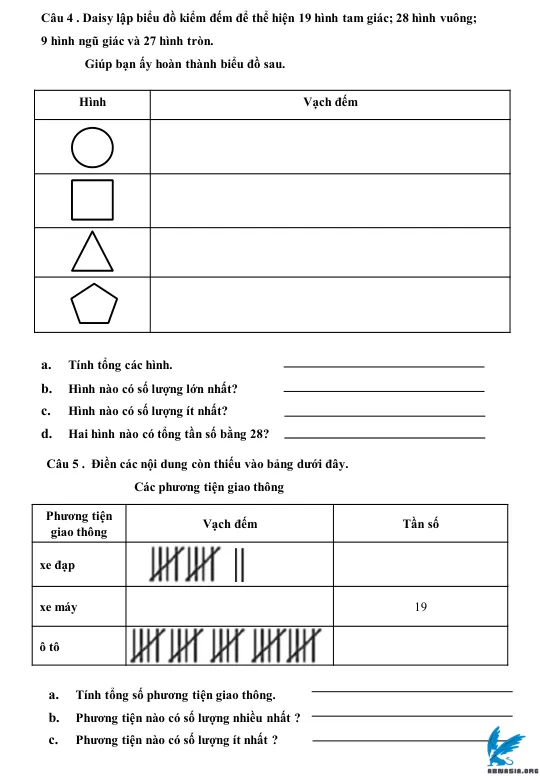 Câu 4 . Daisy lập biểu đồ kiểm đếm để thể hiện 19 hình tam giác; 28 hình vuông;
9 hình ngũ giác và 27 hình tròn.
Giúp bạn ấy hoàn thành biểu đồ sau.
Hình Vạch đếm
a. Tính tổng các hình.
b. Hình nào có số lượng lớn nhất?
c. Hình nào có số lượng ít nhất?
d. Hai hình nào có tổng tần số bằng 28?
Câu 5 . Điền các nội dung còn thiếu vào bảng dưới đây.
Các phương tiện giao thông
Phương tiện
giao thông
Vạch đếm
Tần số
xe đạp
xe máy 19
ô tô
a. Tính tổng số phương tiện giao thông.
b. Phương tiện nào có số lượng nhiều nhất ?
c. Phương tiện nào có số lượng ít nhất ?